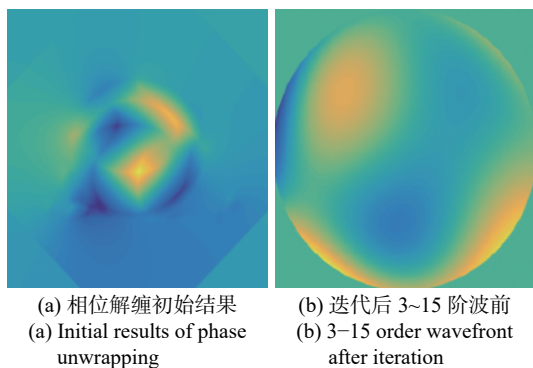 (a) 相位解缠初始结果
(a) Initial results of phase
unwrapping
(b) 迭代后 3~15 阶波前
(b) 3−15 order wavefront
after iteration